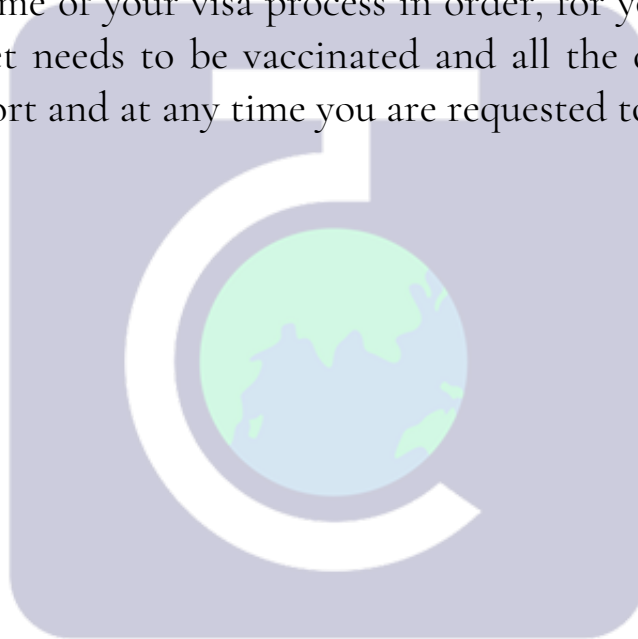 me of your visa process in order, for y
et needs to be vaccinated and all the
ort and at any time you are requested to